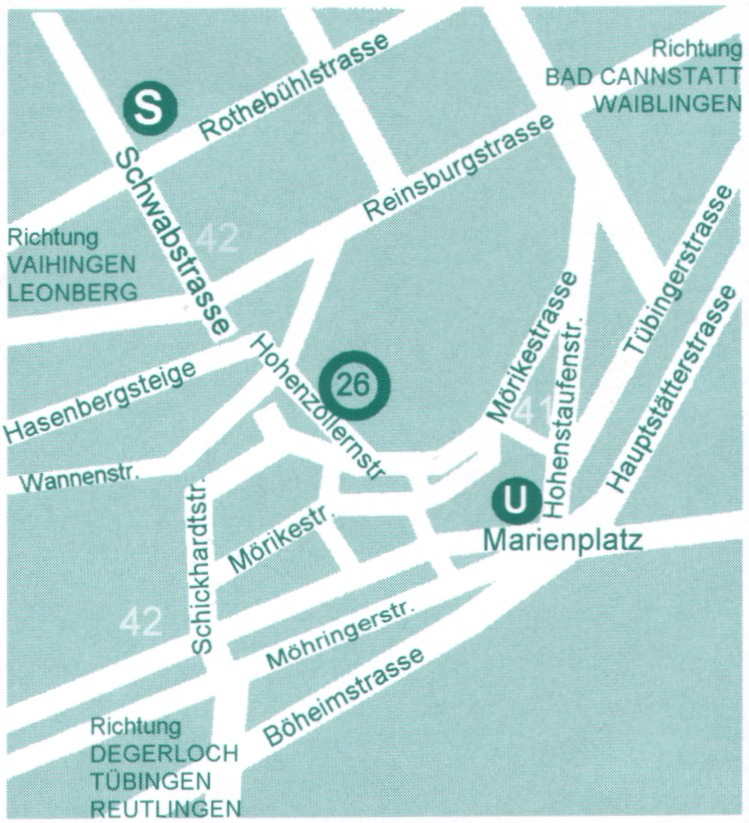 Richtung
BAD CANNSTATT
WAIBLINGEN
S
Rothebühlstrasse
Reinsburgstrasse
Schwabstrasse
42
Richtung
VAIHINGEN
LEONBERG
Tübingerstrasse
Mörikestrasse
Hauptstätterstrasse
Hohenstaufenstr.
Hohenzollernstr
26
Hasenbergsteige
41
Wannenstr.
U
Marienplatz
Schickhardtstr.
Mörikestr.
42
Möhringerstr.
Böheimstrasse
Richtung
DEGERLOCH
TÜBINGEN
REUTLINGEN